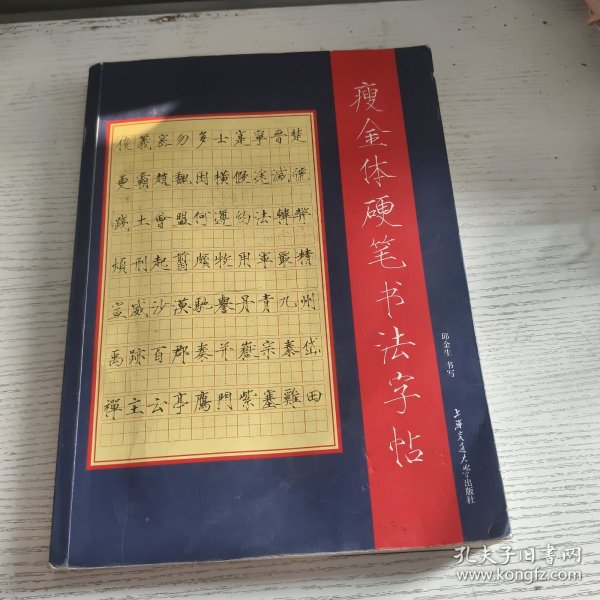 瘦金体硬笔书法字帖
俊義密勿多士寔寧晉楚
更霸趙魏困橫假途滅虢
踐土會盟何遵約法韓弊
煩刑起翦頗牧用軍最精
宣威沙漠馳譽丹青九州
禹跡百郡秦并嶽宗泰岱
禪主云亭鴈門紫塞雞田
邱金生 书写
上海交通大学出版社
孔夫子旧书网
www.kongfz.com